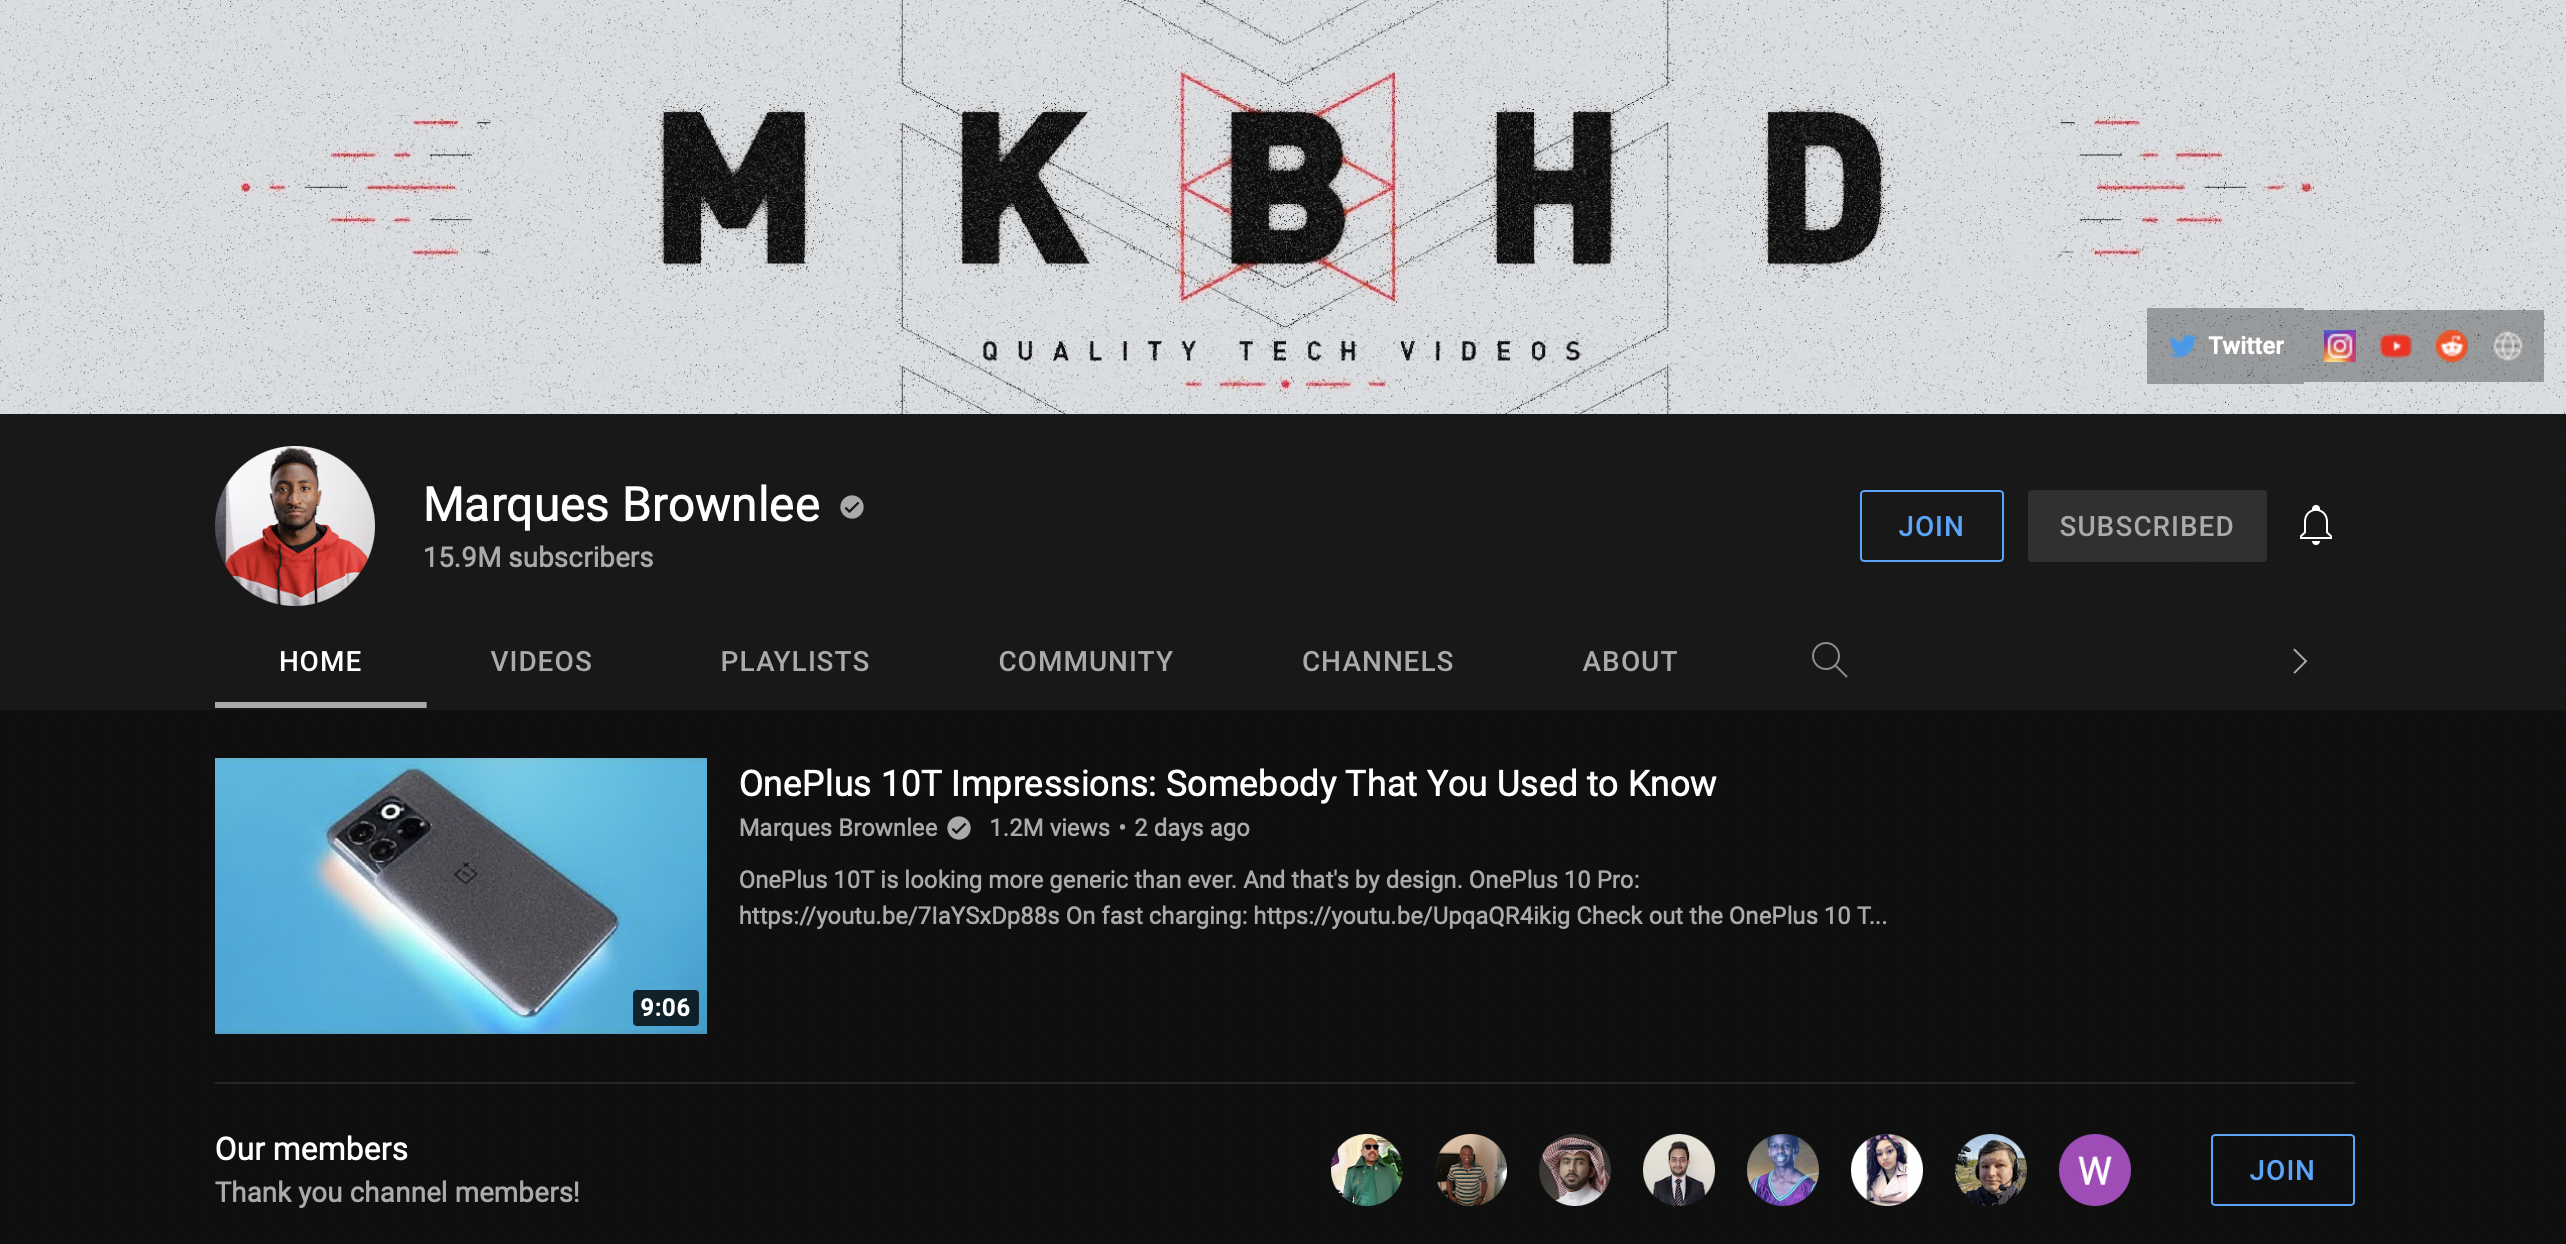 MKBHD
QUALITY TECH VIDEOS
Twitter
Marques Brownlee
15.9M subscribers
JOIN
SUBSCRIBED
HOME
VIDEOS
PLAYLISTS
COMMUNITY
CHANNELS
ABOUT
9:06
OnePlus 10T Impressions: Somebody That You Used to Know
Marques Brownlee 1.2M views • 2 days ago
OnePlus 10T is looking more generic than ever. And that's by design. OnePlus 10 Pro:
https://youtu.be/7IaYSxDp88s On fast charging: https://youtu.be/UpqaQR4ikig Check out the OnePlus 10 T...
Our members
Thank you channel members!
W
JOIN